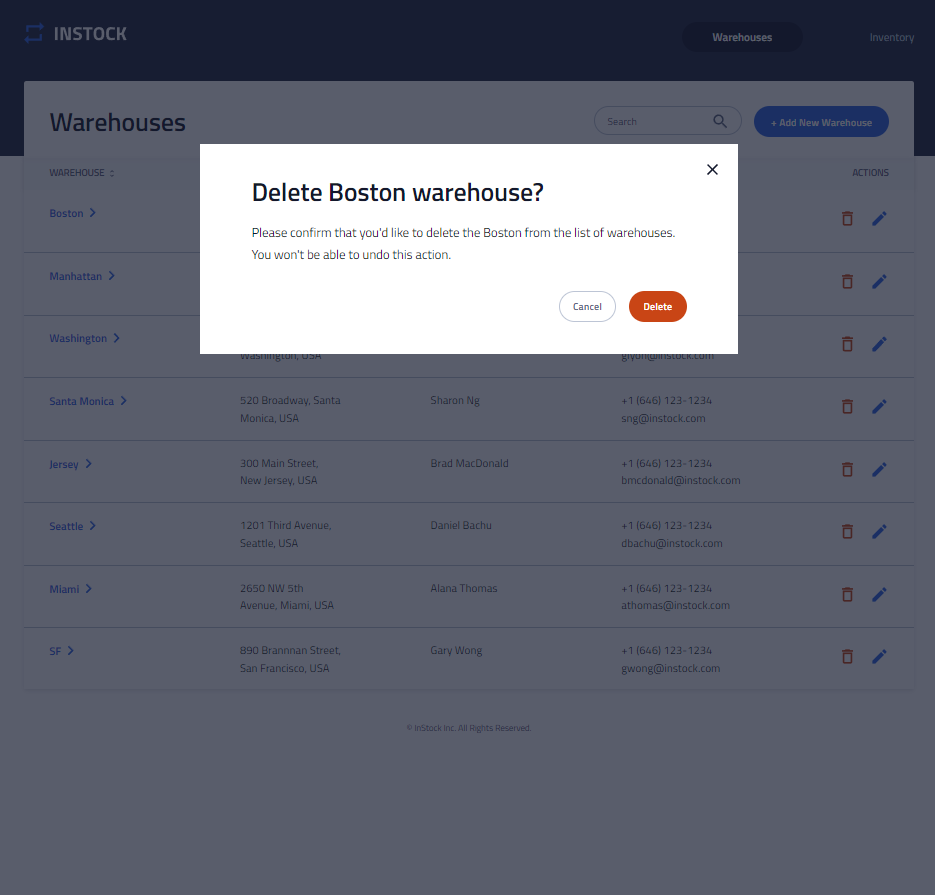 INSTOCK
Warehouses
Inventory
Warehouses
Search
+ Add New Warehouse
WAREHOUSE
ACTIONS
Delete Boston warehouse?
Please confirm that you'd like to delete the Boston from the list of warehouses.
You won't be able to undo this action.
Cancel
Delete
Boston
Manhattan
Washington
Washington, USA
glyon@instock.com
Santa Monica
520 Broadway, Santa
Monica, USA
Sharon Ng
+1 (646) 123-1234
sng@instock.com
Jersey
300 Main Street,
New Jersey, USA
Brad MacDonald
+1 (646) 123-1234
bmcdonald@instock.com
Seattle
1201 Third Avenue,
Seattle, USA
Daniel Bachu
+1 (646) 123-1234
dbachu@instock.com
Miami
2650 NW 5th
Avenue, Miami, USA
Alana Thomas
+1 (646) 123-1234
athomas@instock.com
SF
890 Brannnan Street,
San Francisco, USA
Gary Wong
+1 (646) 123-1234
gwong@instock.com
© InStock Inc. All Rights Reserved.